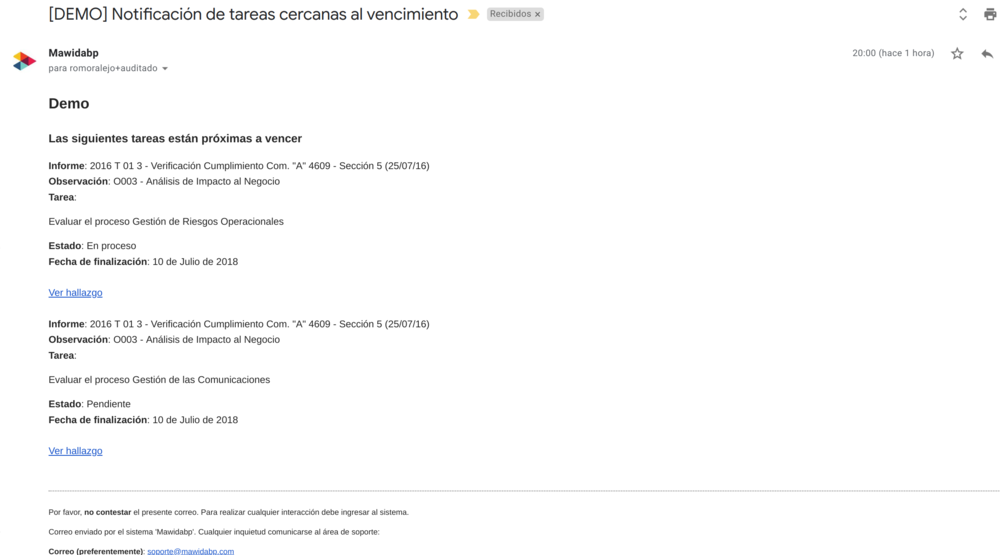 [DEMO] Notificación de tareas cercanas al vencimiento Recibidos x
Mawidabp 20:00 (hace 1 hora)
para romoralejo+auditado
Demo
Las siguientes tareas están próximas a vencer
Informe: 2016 T 01 3 - Verificación Cumplimiento Com. "A" 4609 - Sección 5 (25/07/16)
Observación: O003 - Análisis de Impacto al Negocio
Tarea:
Evaluar el proceso Gestión de Riesgos Operacionales
Estado: En proceso
Fecha de finalización: 10 de Julio de 2018
Ver hallazgo
Informe: 2016 T 01 3 - Verificación Cumplimiento Com. "A" 4609 - Sección 5 (25/07/16)
Observación: O003 - Análisis de Impacto al Negocio
Tarea:
Evaluar el proceso Gestión de las Comunicaciones
Estado: Pendiente
Fecha de finalización: 10 de Julio de 2018
Ver hallazgo
Por favor, no contestar el presente correo. Para realizar cualquier interacción debe ingresar al sistema.
Correo enviado por el sistema 'Mawidabp'. Cualquier inquietud comunicarse al área de soporte:
Correo (preferentemente): soporte@mawidabp.com